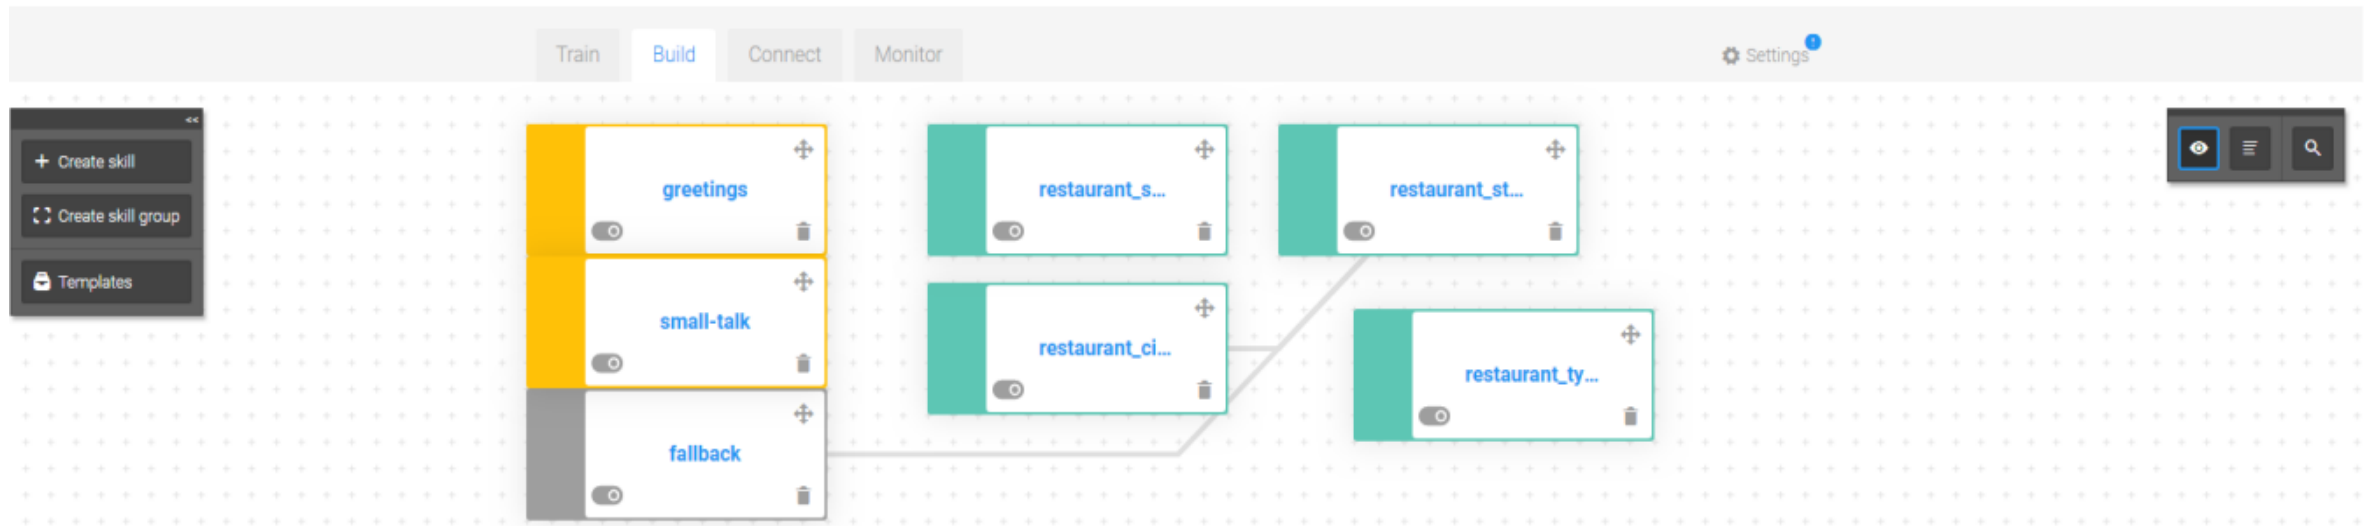 Train
Build
Connect
Monitor
Settings
<<
Create skill
Create skill group
Templates
greetings
restaurant_s...
restaurant_st...
small-talk
restaurant_ci...
restaurant_ty...
fallback